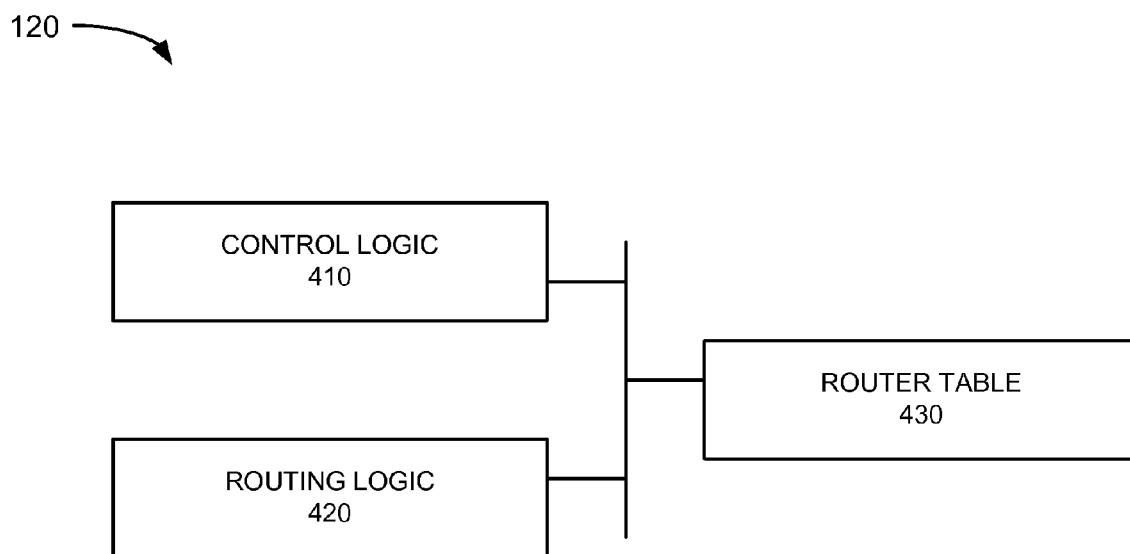 120
CONTROL LOGIC
410
ROUTER TABLE
430
ROUTING LOGIC
420